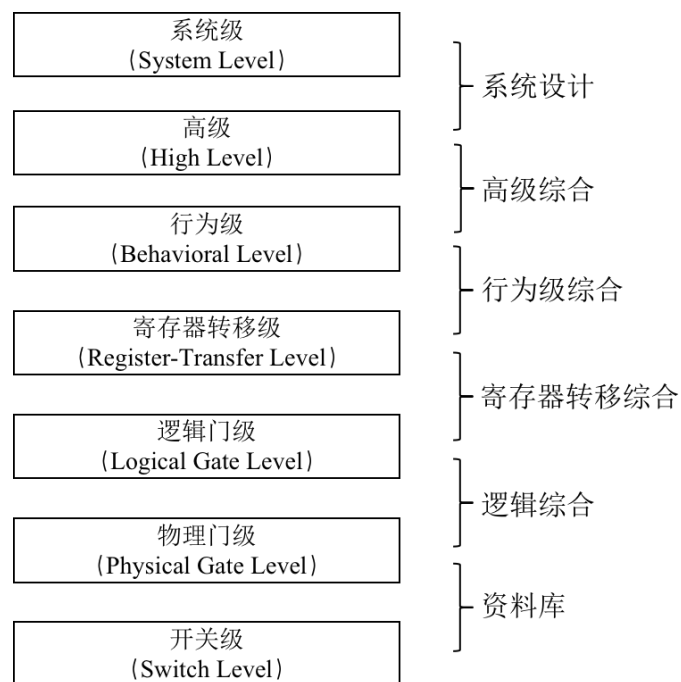 系统级
(System Level)
系统设计
高级
(High Level)
高级综合
行为级
(Behavioral Level)
行为级综合
寄存器转移级
(Register-Transfer Level)
寄存器转移综合
逻辑门级
(Logical Gate Level)
逻辑综合
物理门级
(Physical Gate Level)
资料库
开关级
(Switch Level)